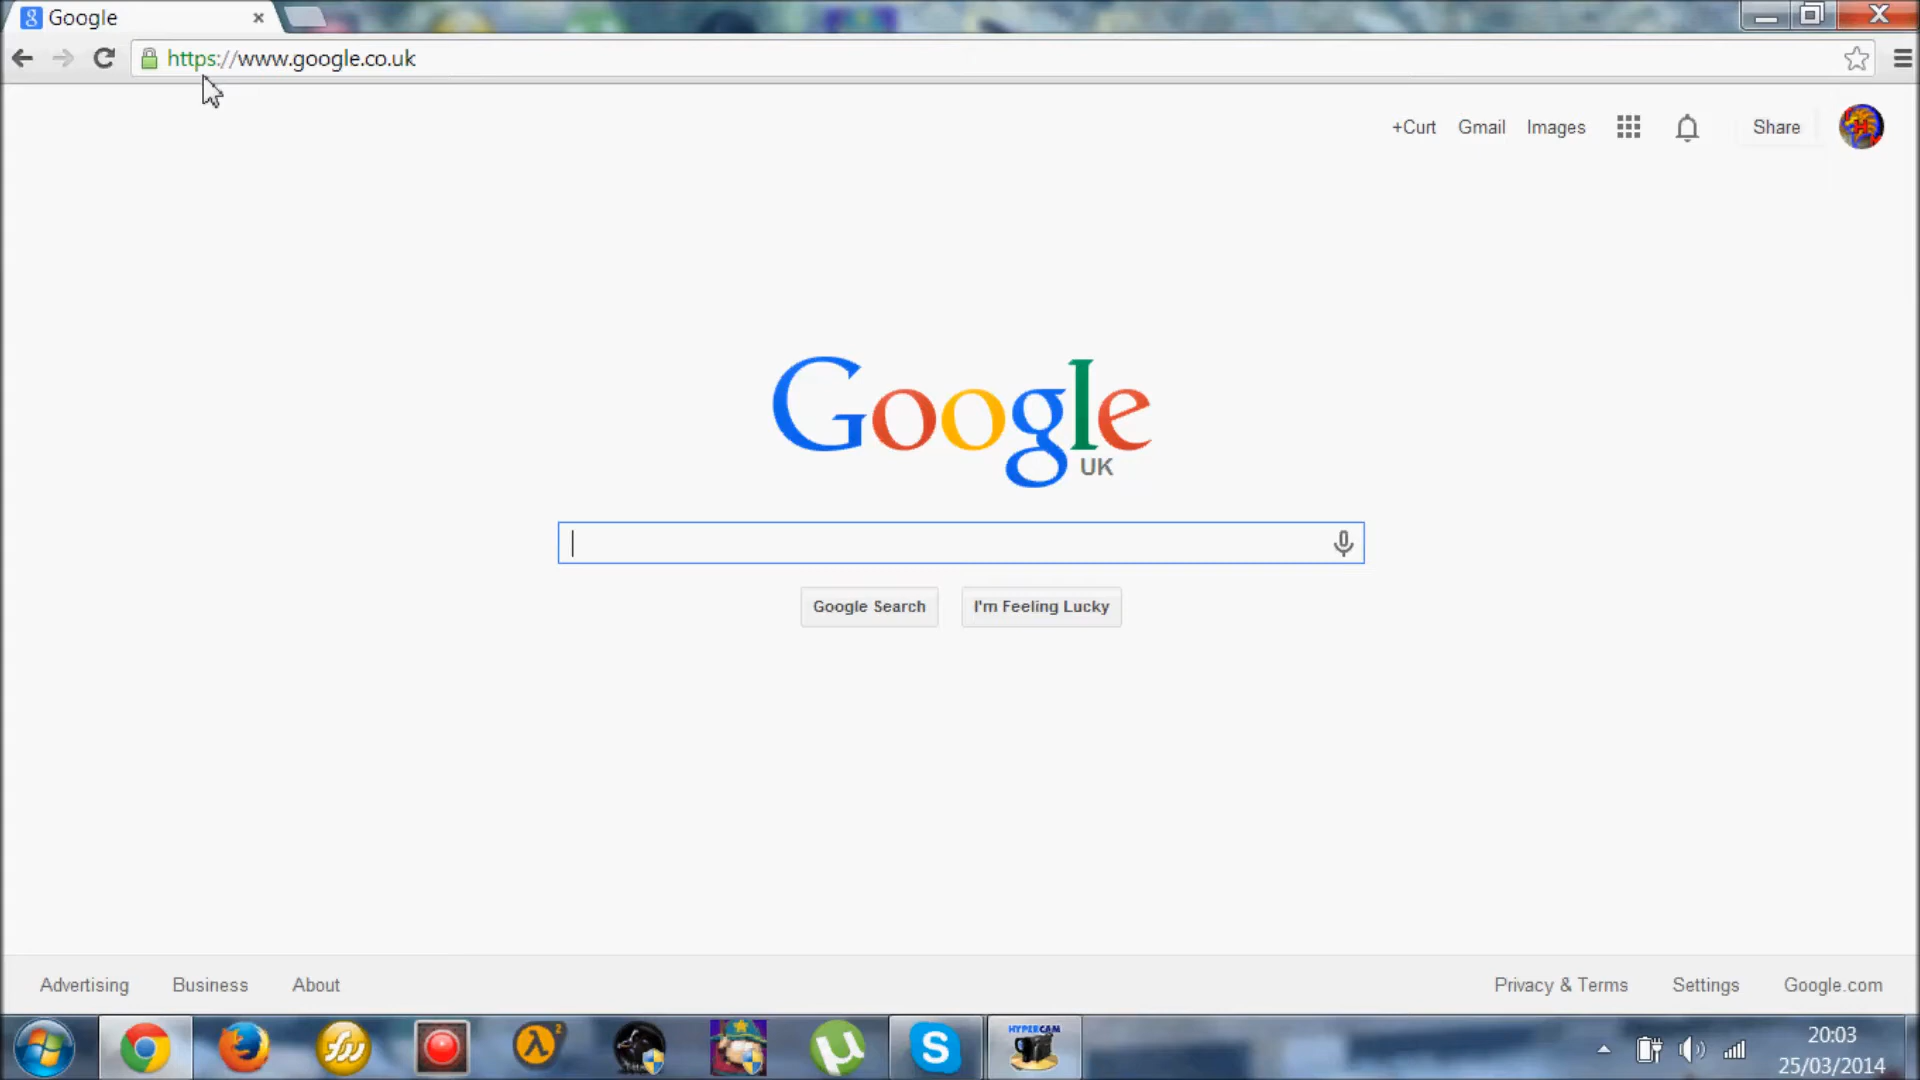 Google
https://www.google.co.uk
+Curt Gmail Images Share
Google
UK
Google Search I'm Feeling Lucky
Advertising Business About Privacy & Terms Settings Google.com
HYPERCAM
20:03
25/03/2014